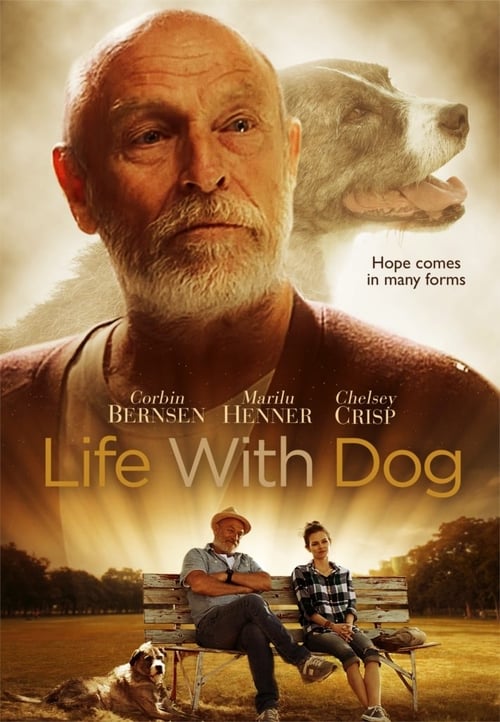 Hope comes
in many forms
Corbin Marilu Chelsey
BERNSEN HENNER CRISP
Life With Dog